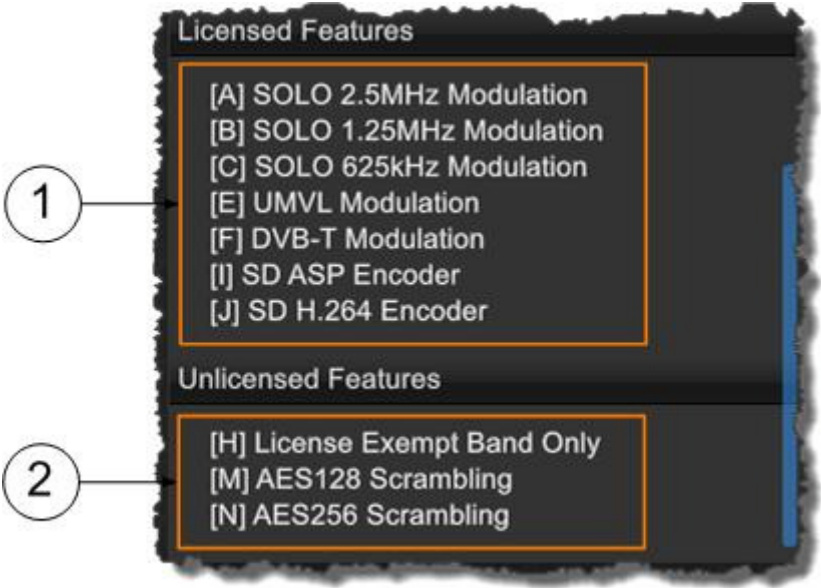 Licensed Features
[A] SOLO 2.5MHz Modulation
[B] SOLO 1.25MHz Modulation
[C] SOLO 625kHz Modulation
[E] UMVL Modulation
[F] DVB-T Modulation
[I] SD ASP Encoder
[J] SD H.264 Encoder
1
Unlicensed Features
[H] License Exempt Band Only
[M] AES128 Scrambling
[N] AES256 Scrambling
2